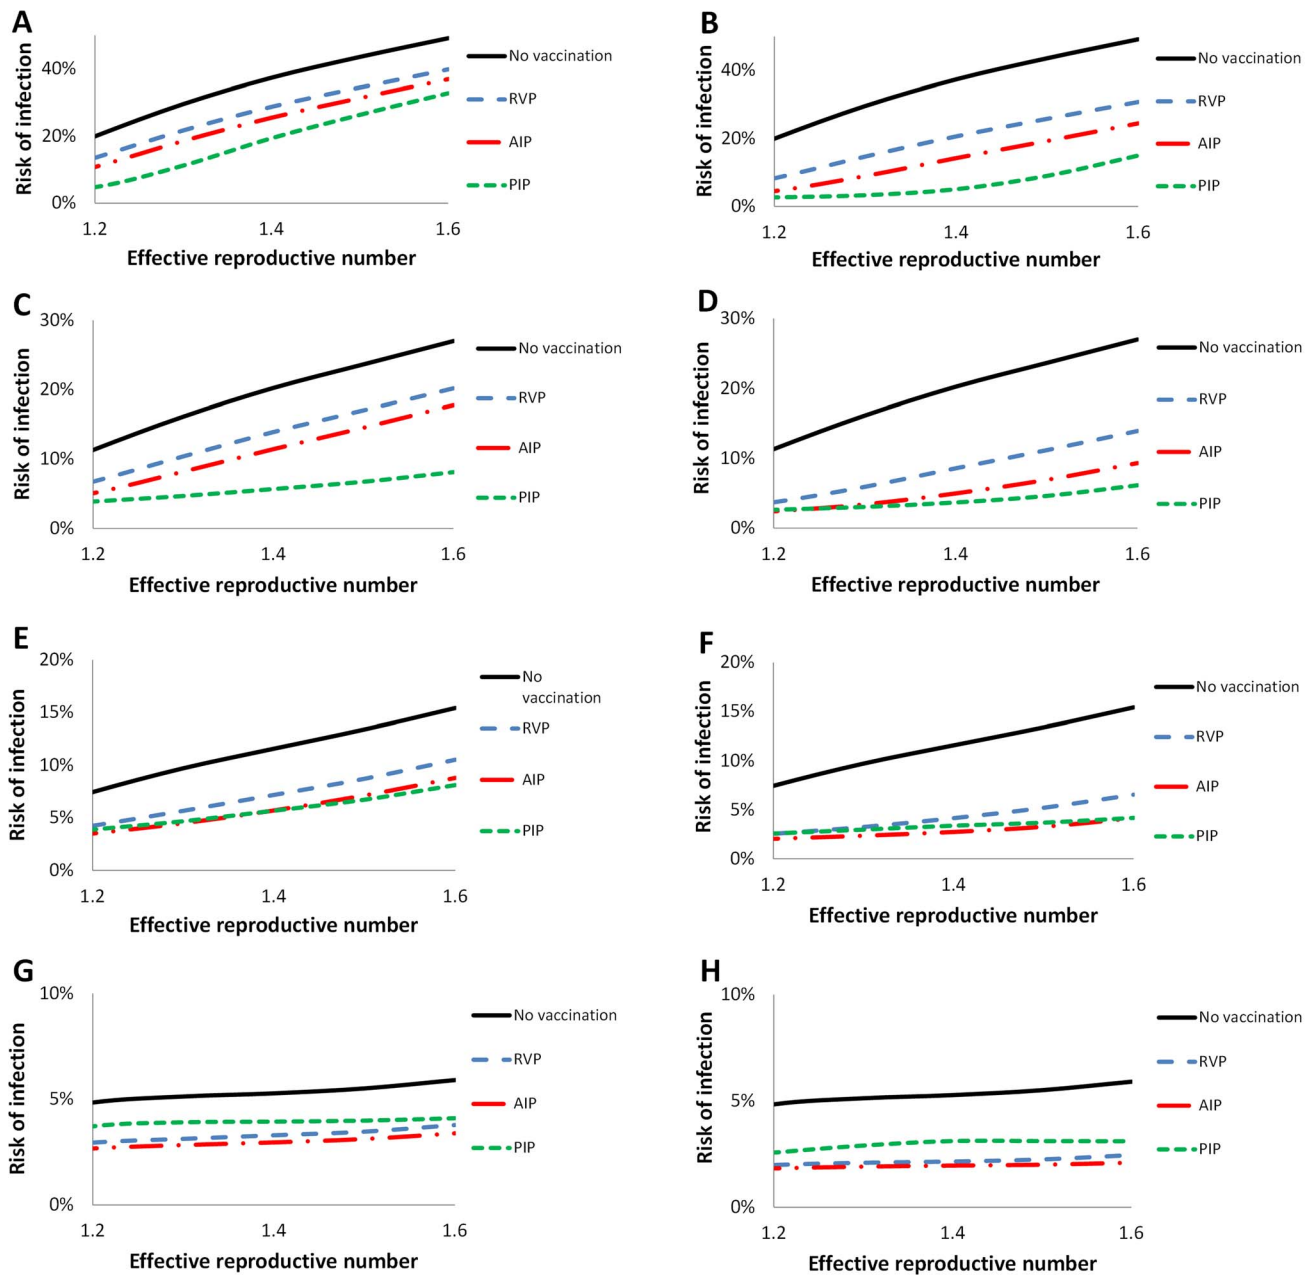 A
Risk of infection
40%
20%
0%
1.2
1.4
1.6
Effective reproductive number
No vaccination
RVP
AIP
PIP
B
Risk of infection
40%
20%
0%
1.2
1.4
1.6
Effective reproductive number
No vaccination
RVP
AIP
PIP
C
Risk of infection
30%
20%
10%
0%
1.2
1.4
1.6
Effective reproductive number
No vaccination
RVP
AIP
PIP
D
Risk of infection
30%
20%
10%
0%
1.2
1.4
1.6
Effective reproductive number
No vaccination
RVP
AIP
PIP
E
Risk of infection
20%
15%
10%
5%
0%
1.2
1.4
1.6
Effective reproductive number
No
vaccination
RVP
AIP
PIP
F
Risk of infection
20%
15%
10%
5%
0%
1.2
1.4
1.6
Effective reproductive number
No vaccination
RVP
AIP
PIP
G
Risk of infection
10%
5%
0%
1.2
1.4
1.6
Effective reproductive number
No vaccination
RVP
AIP
PIP
H
Risk of infection
10%
5%
0%
1.2
1.4
1.6
Effective reproductive number
No vaccination
RVP
AIP
PIP